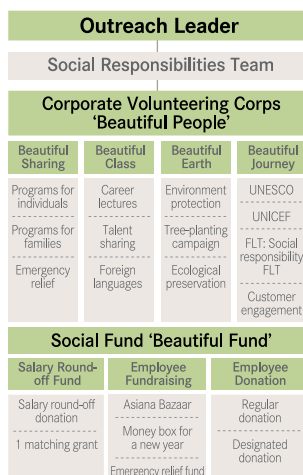 Outreach Leader
Social Responsibilities Team
Corporate Volunteering Corps
'Beautiful People'
Beautiful
Sharing
Programs for
individuals
Programs for
families
Emergency
relief
Beautiful
Class
Career
lectures
Talent
sharing
Foreign
languages
Beautiful
Earth
Environment
protection
Tree-planting
campaign
Ecological
preservation
Beautiful
Journey
UNESCO
UNICEF
FLT: Social
responsibility
FLT
Customer
engagement
Social Fund 'Beautiful Fund'
Salary Round-
off Fund
Salary round-off
donation
1 matching grant
Employee
Fundraising
Asiana Bazaar
Money box for
a new year
Emergency relief fund
Employee
Donation
Regular
donation
Designated
donation